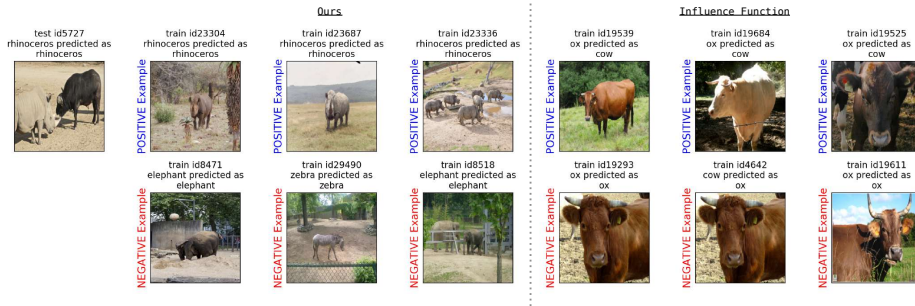 Ours
Influence Function
test id5727
rhinoceros predicted as
rhinoceros
train id23304
rhinoceros predicted as
rhinoceros
POSITIVE Example
train id23687
rhinoceros predicted as
rhinoceros
POSITIVE Example
train id23336
rhinoceros predicted as
rhinoceros
POSITIVE Example
train id19539
ox predicted as
cow
POSITIVE Example
train id19684
ox predicted as
cow
POSITIVE Example
train id19525
ox predicted as
cow
POSITIVE Example
train id8471
elephant predicted as
elephant
NEGATIVE Example
train id29490
zebra predicted as
zebra
NEGATIVE Example
train id8518
elephant predicted as
elephant
NEGATIVE Example
train id19293
ox predicted as
ox
NEGATIVE Example
train id4642
cow predicted as
ox
NEGATIVE Example
train id19611
ox predicted as
ox
NEGATIVE Example